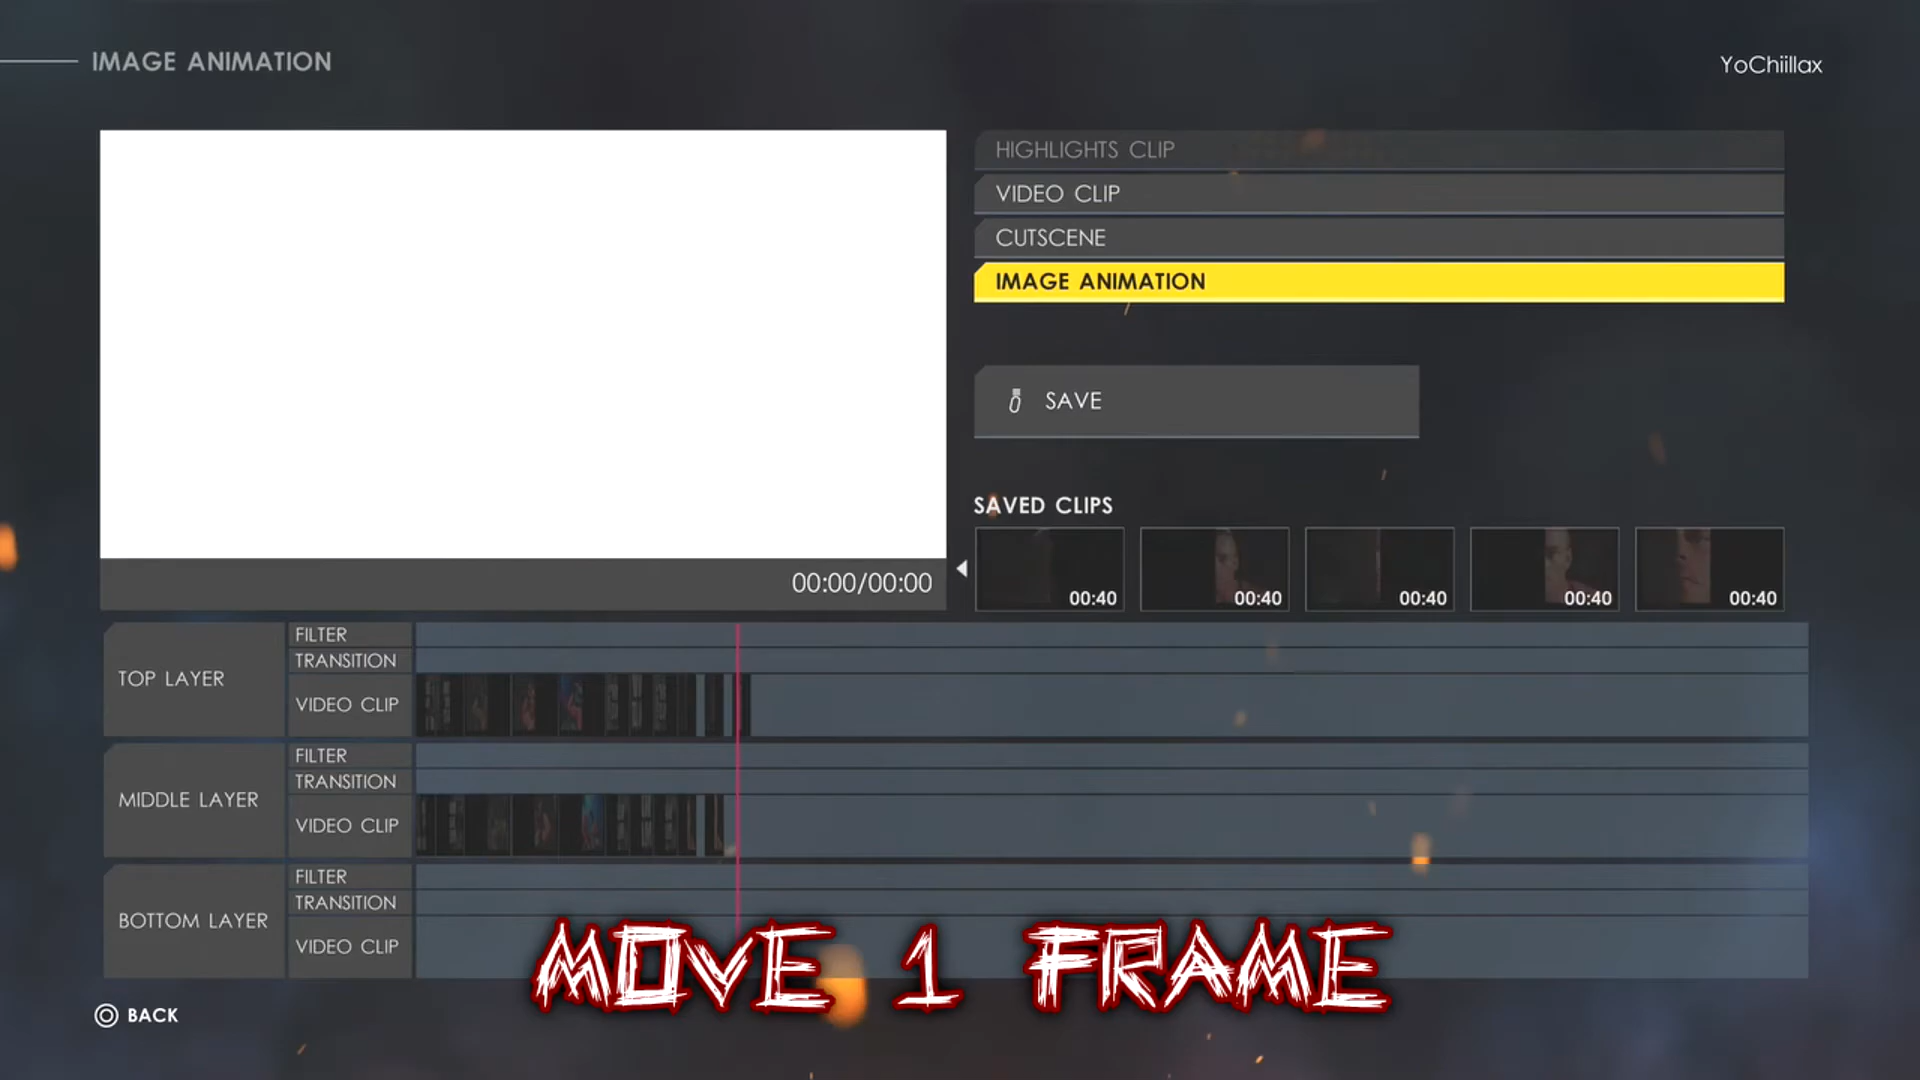 IMAGE ANIMATION
YoChiillax
HIGHLIGHTS CLIP
VIDEO CLIP
CUTSCENE
IMAGE ANIMATION
SAVE
00:00/00:00
SAVED CLIPS
00:40 00:40 00:40 00:40 00:40
TOP LAYER
FILTER
TRANSITION
VIDEO CLIP
MIDDLE LAYER
FILTER
TRANSITION
VIDEO CLIP
BOTTOM LAYER
FILTER
TRANSITION
VIDEO CLIP
MOVE 1 FRAME
BACK